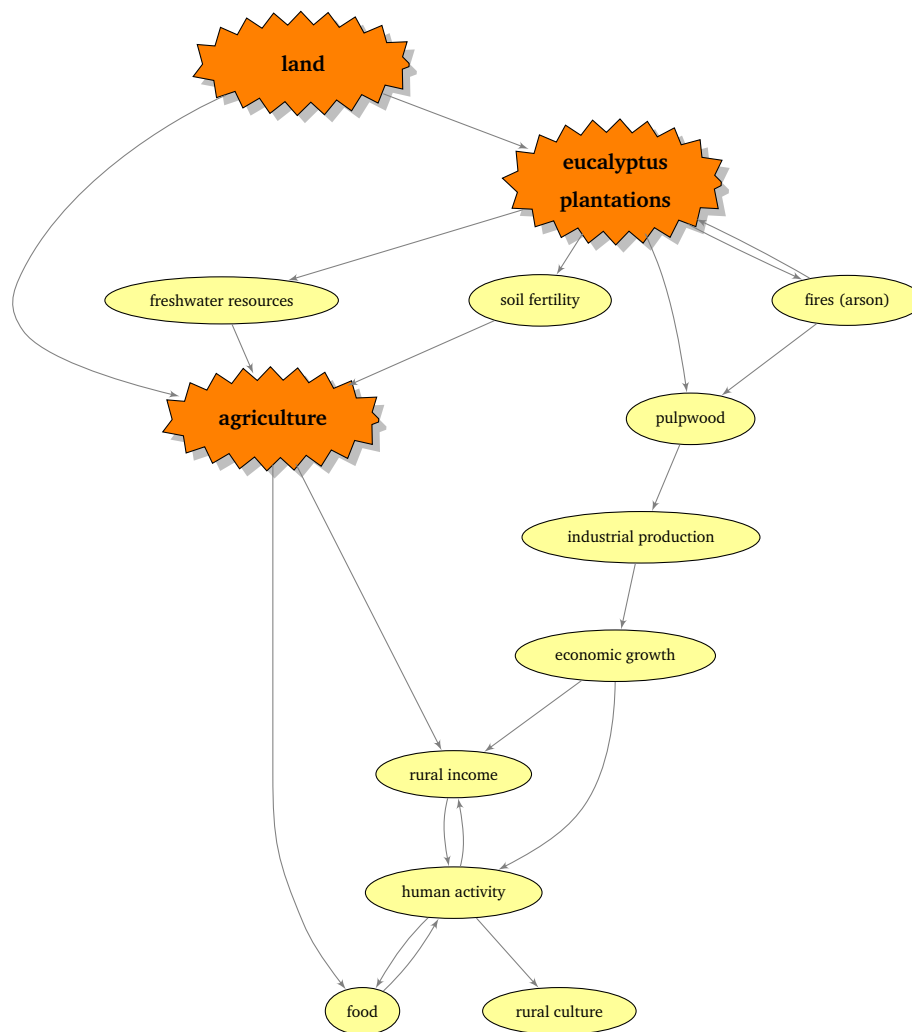 land
eucalyptus
plantations
freshwater resources
soil fertility
fires (arson)
agriculture
pulpwood
industrial production
economic growth
rural income
human activity
food
rural culture